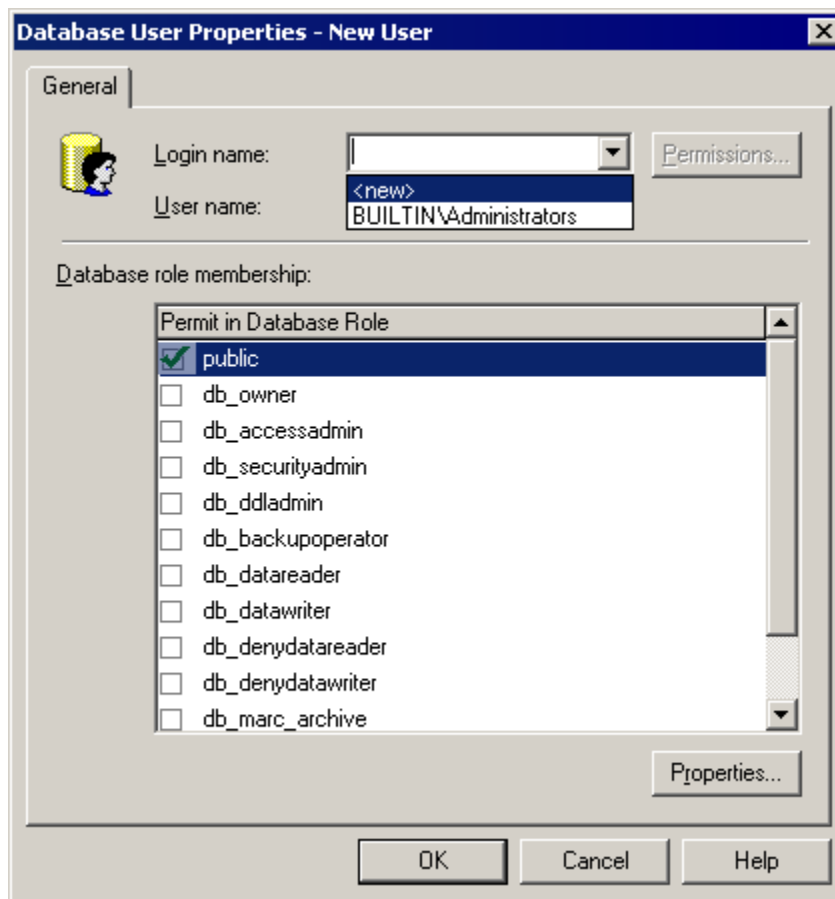 Database User Properties - New User
General
Login name:
Permissions...
<new>
User name:
BUILTIN\Administrators
Database role membership:
Permit in Database Role
public
db_owner
db_accessadmin
db_securityadmin
db_ddladmin
db_backupoperator
db_datareader
db_datawriter
db_denydatareader
db_denydatawriter
db_marc_archive
Properties...
OK
Cancel
Help